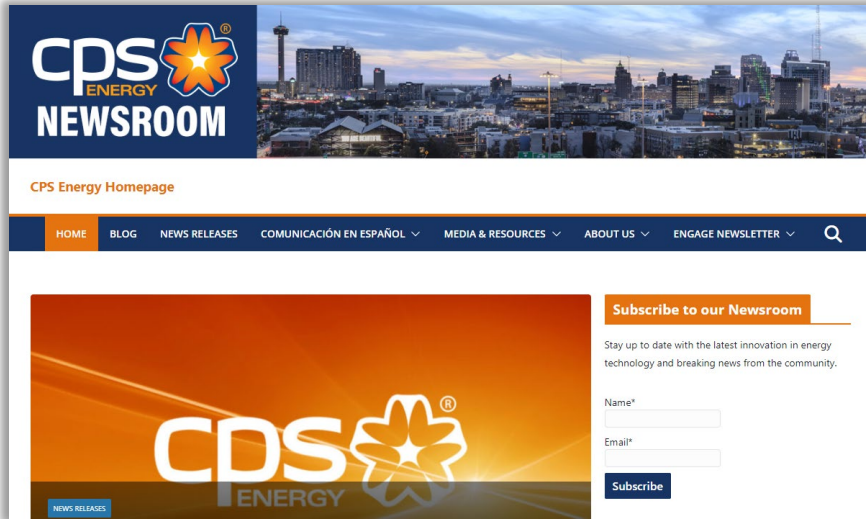 CPS
®
ENERGY
NEWSROOM
CPS Energy Homepage
HOME BLOG NEWS RELEASES COMUNICACIÓN EN ESPAÑOL MEDIA & RESOURCES ABOUT US ENGAGE NEWSLETTER
Subscribe to our Newsroom
Stay up to date with the latest innovation in energy
technology and breaking news from the community.
Name*
Email*
Subscribe
CPS
®
ENERGY
NEWS RELEASES